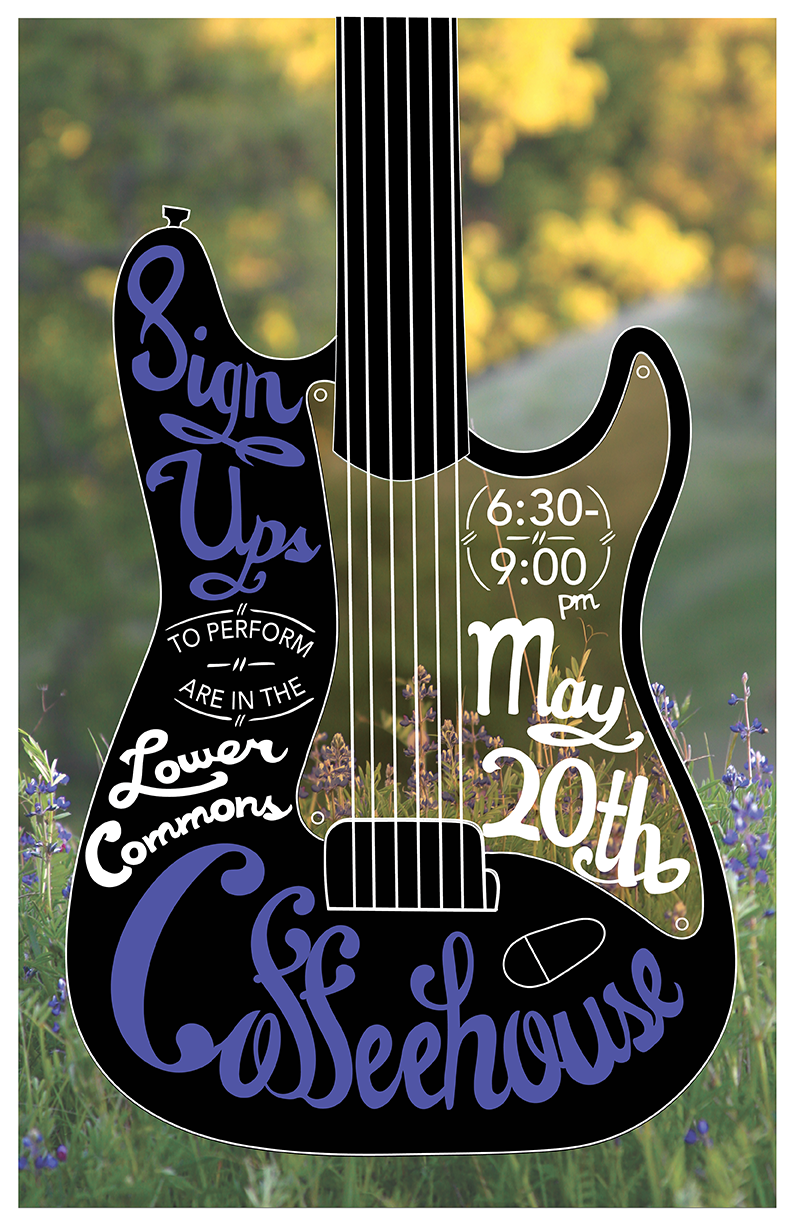 Sign
Ups
TO PERFORM
ARE IN THE
Lower
Commons
Coffeehouse
6:30-
9:00
pm
May
20th